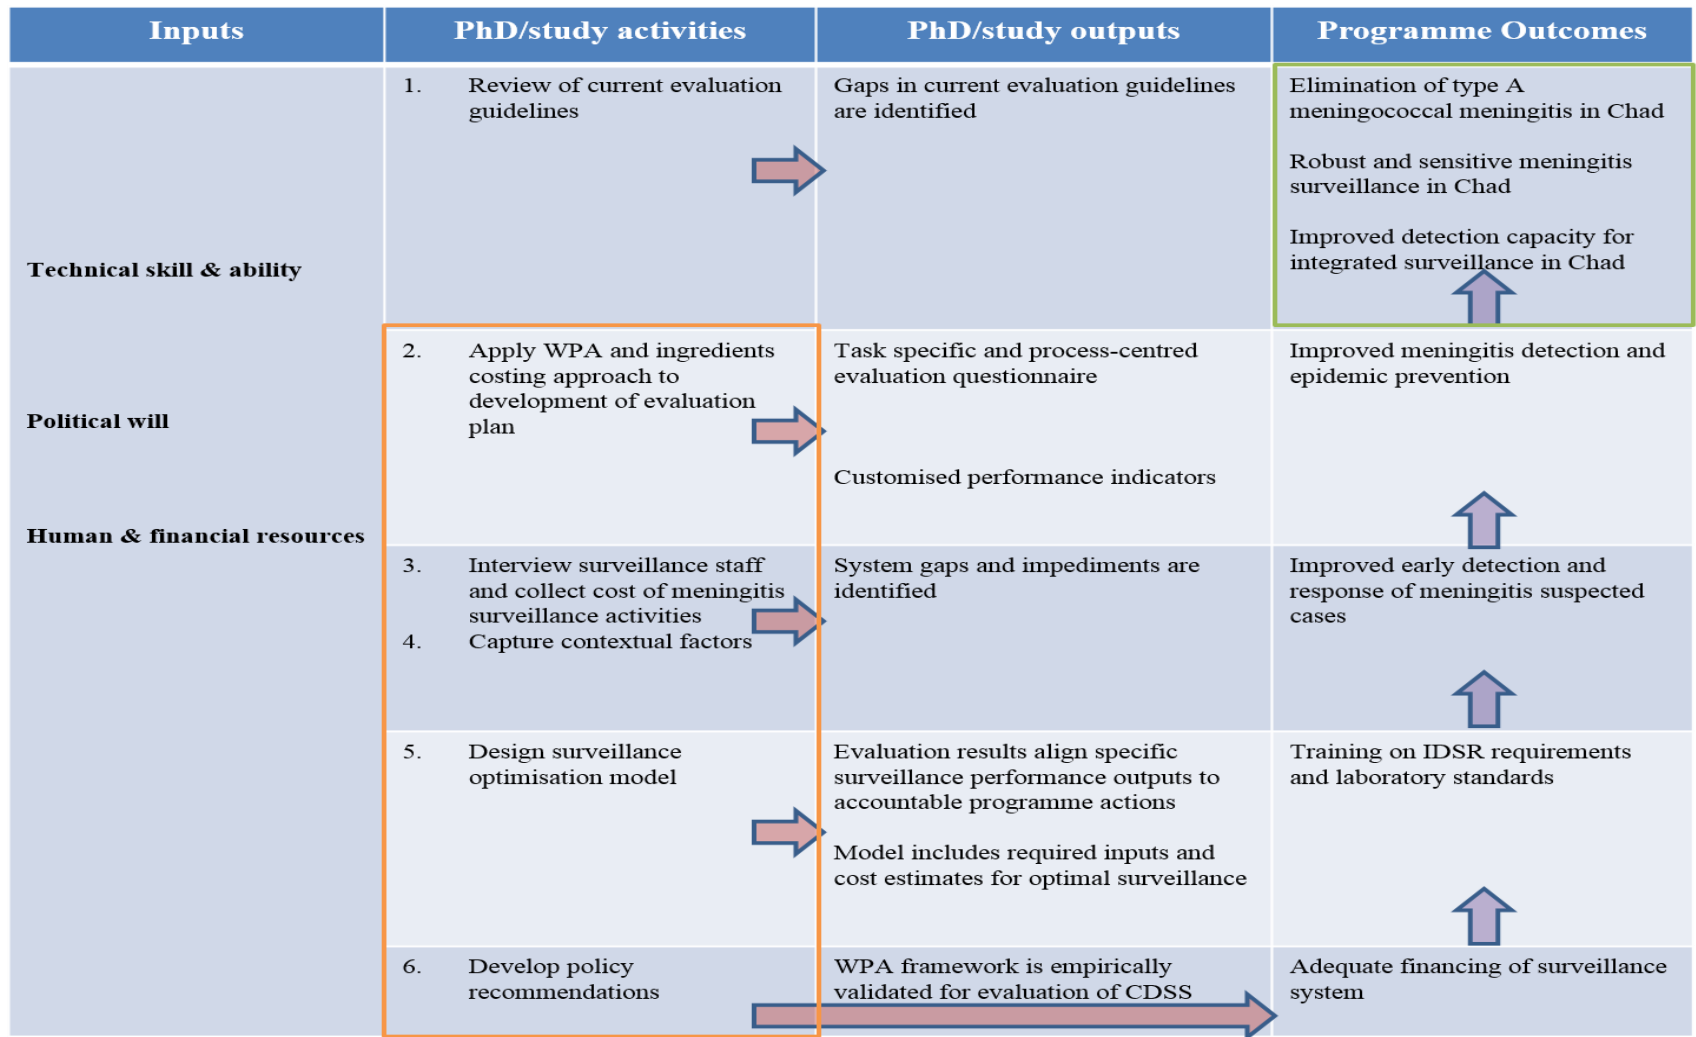 Inputs
PhD/study activities
PhD/study outputs
Programme Outcomes
Technical skill & ability
Political will
Human & financial resources
1. Review of current evaluation
guidelines
Gaps in current evaluation guidelines
are identified
Elimination of type A
meningococcal meningitis in Chad
Robust and sensitive meningitis
surveillance in Chad
Improved detection capacity for
integrated surveillance in Chad
2. Apply WPA and ingredients
costing approach to
development of evaluation
plan
Task specific and process-centred
evaluation questionnaire
Customised performance indicators
Improved meningitis detection and
epidemic prevention
3. Interview surveillance staff
and collect cost of meningitis
surveillance activities
4. Capture contextual factors
System gaps and impediments are
identified
Improved early detection and
response of meningitis suspected
cases
5. Design surveillance
optimisation model
Evaluation results align specific
surveillance performance outputs to
accountable programme actions
Model includes required inputs and
cost estimates for optimal surveillance
Training on IDSR requirements
and laboratory standards
6. Develop policy
recommendations
WPA framework is empirically
validated for evaluation of CDSS
Adequate financing of surveillance
system